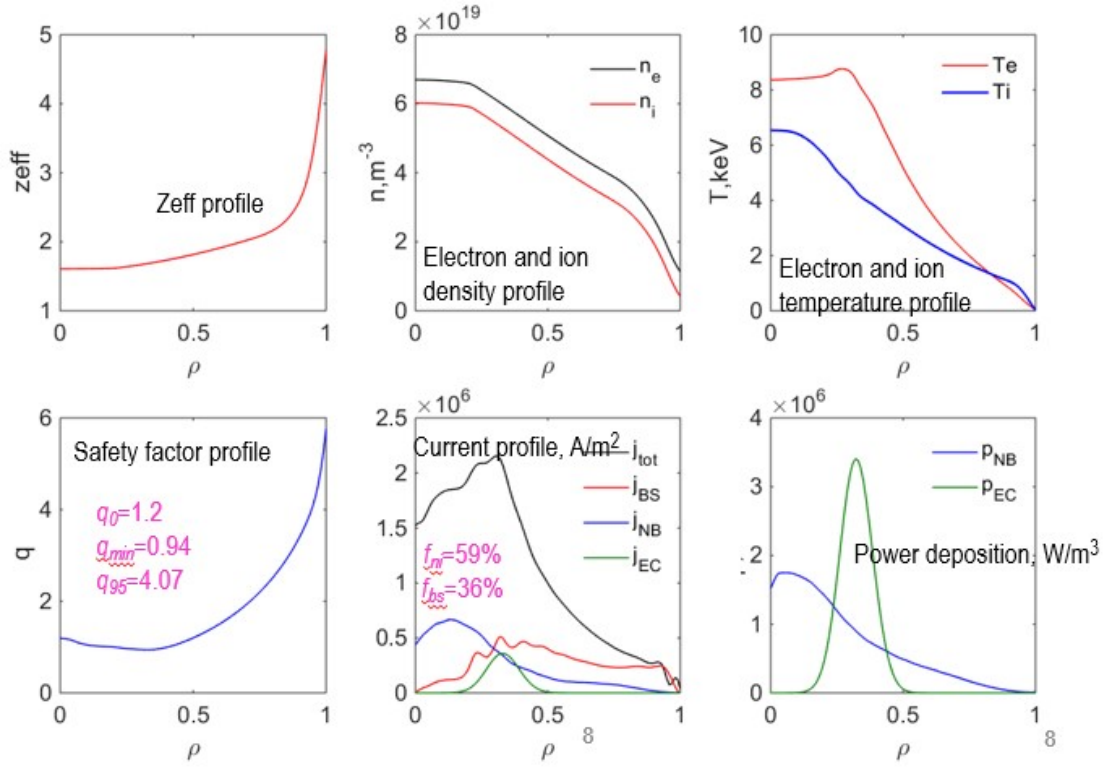 5
4
3
2
1
0
0.5
1
zeff
ρ
Zeff profile
×10^19
8
6
4
2
0
0
0.5
1
n,m^-3
ρ
n_e
n_i
Electron and ion
density profile
10
8
6
4
2
0
0
0.5
1
T,keV
ρ
Te
Ti
Electron and ion
temperature profile
6
4
2
0
0
0.5
1
q
ρ
Safety factor profile
q0=1.2
qmin=0.94
q95=4.07
×10^6
2.5
2
1.5
1
0.5
0
0
0.5
1
ρ
Current profile, A/m²
j_tot
j_BS
j_NB
j_EC
f_ni=59%
f_bs=36%
8
×10^6
4
3
2
1
0
0
0.5
1
ρ
p_NB
p_EC
Power deposition, W/m³
8